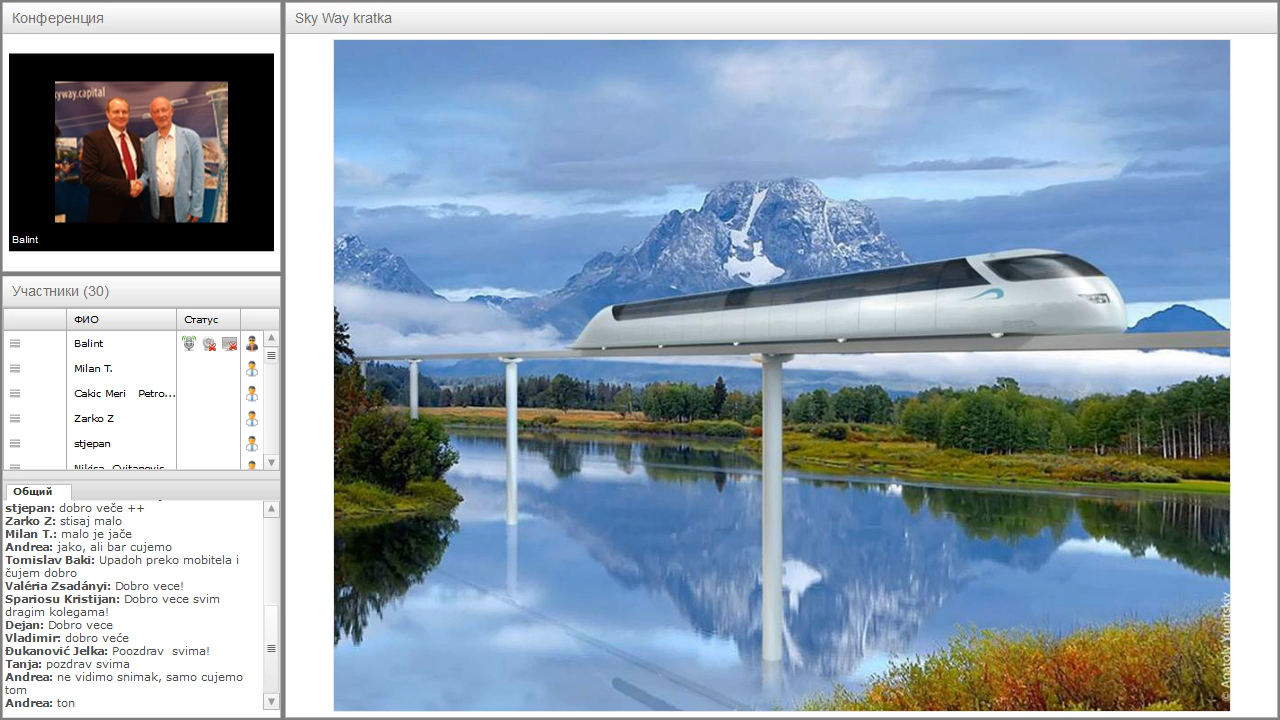 Конференция
Sky Way kratka
kyway.capital
Balint
Участники (30)
ФИО
Статус
Balint
Milan T.
Cakic Meri Petro...
Zarko Z
stjepan
Nikisa Cvitanovic
Общий
stjepan: dobro veče ++
Zarko Z: stisaj malo
Milan T.: malo je jače
Andrea: jako, ali bar cujemo
Tomislav Baki: Upadoh preko mobitela i
čujem dobro
Valéria Zsadányi: Dobro vece!
Spariosu Kristijan: Dobro vece svim
dragim kolegama!
Dejan: Dobro vece
Vladimir: dobro veće
Đukanović Jelka: Poozdrav svima!
Tanja: pozdrav svima
Andrea: ne vidimo snimak, samo cujemo
tom
Andrea: ton
© Anatoly Yunitskiy